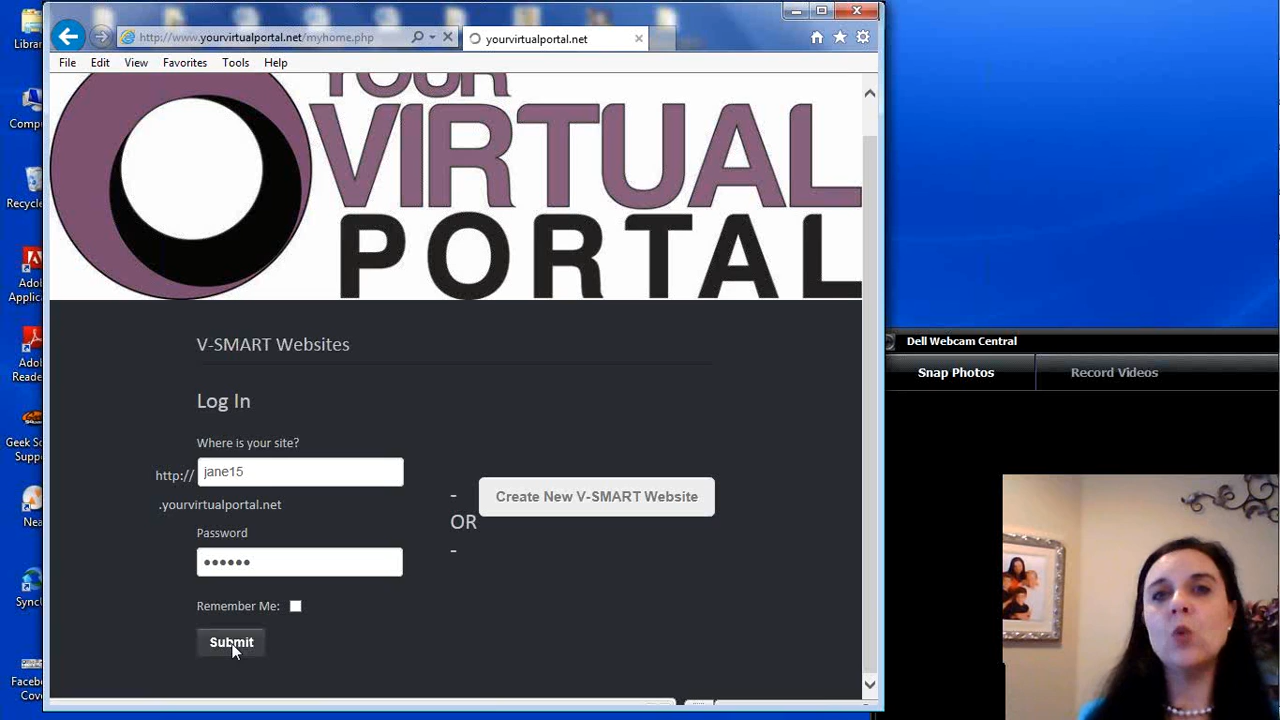 http://www.yourvirtualportal.net/myhome.php
yourvirtualportal.net
File Edit View Favorites Tools Help
YOUR
VIRTUAL
PORTAL
V-SMART Websites
Log In
Where is your site?
http:// jane15
.yourvirtualportal.net
Password
Remember Me:
Submit
-
OR
-
Create New V-SMART Website
Dell Webcam Central
Snap Photos Record Videos